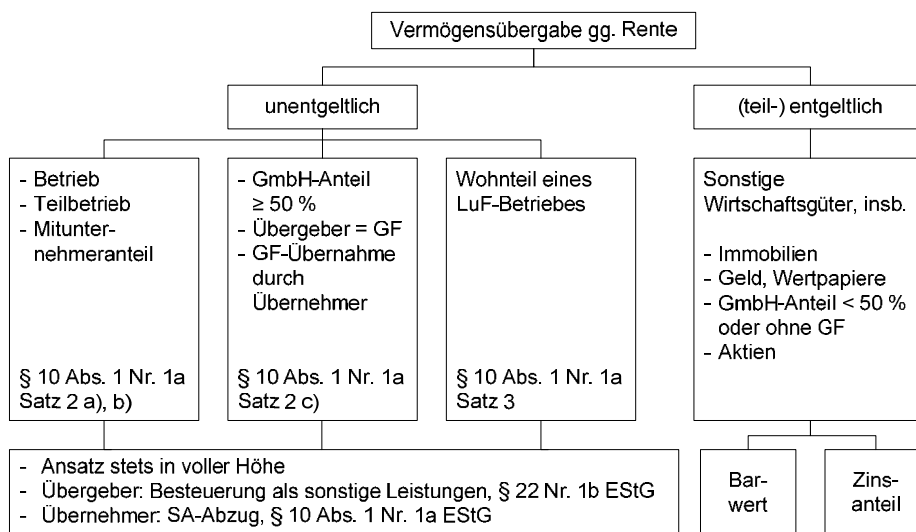 Vermögensübergabe gg. Rente
unentgeltlich
(teil-) entgeltlich
- Betrieb
- Teilbetrieb
- Mitunter-
nehmeranteil
§ 10 Abs. 1 Nr. 1a
Satz 2 a), b)
- GmbH-Anteil
≥ 50 %
- Übergeber = GF
- GF-Übernahme
durch
Übernehmer
§ 10 Abs. 1 Nr. 1a
Satz 2 c)
Wohnteil eines
LuF-Betriebes
§ 10 Abs. 1 Nr. 1a
Satz 3
Sonstige
Wirtschaftsgüter, insb.
- Immobilien
- Geld, Wertpapiere
- GmbH-Anteil < 50 %
oder ohne GF
- Aktien
- Ansatz stets in voller Höhe
- Übergeber: Besteuerung als sonstige Leistungen, § 22 Nr. 1b EStG
- Übernehmer: SA-Abzug, § 10 Abs. 1 Nr. 1a EStG
Bar-
wert
Zins-
anteil